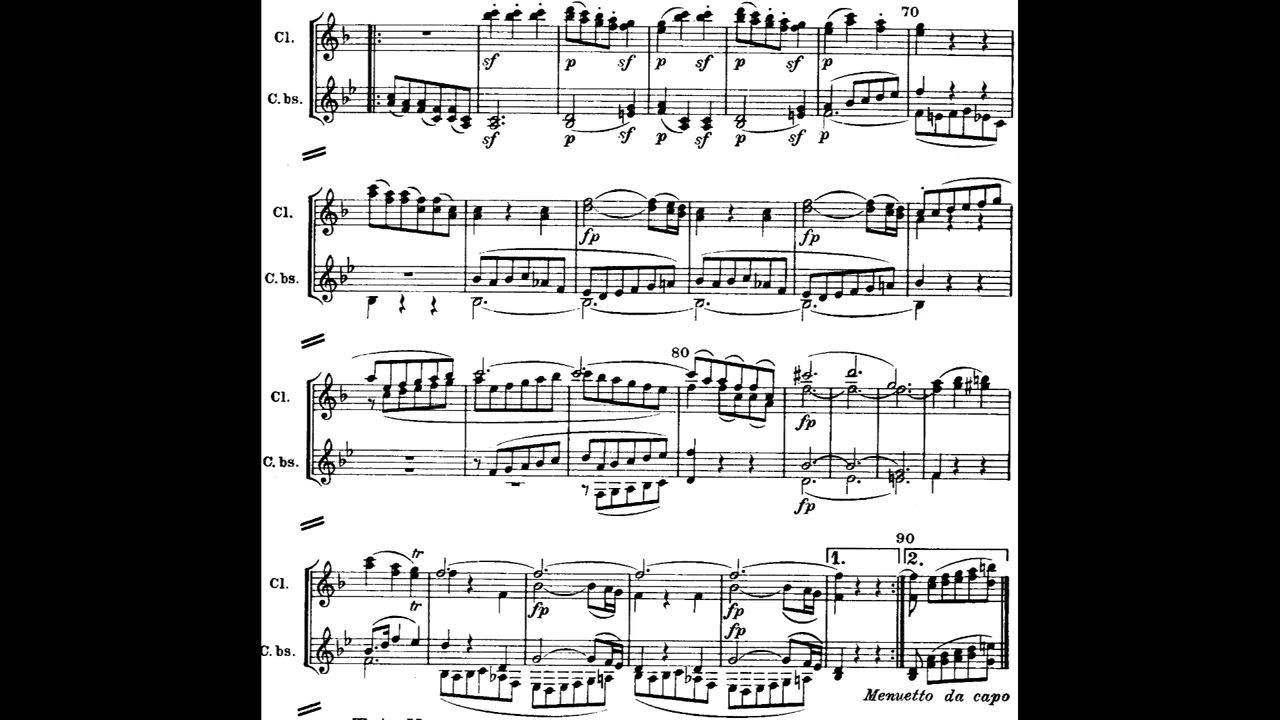 70
Cl.
sf p sf p sf p sf p
C. bs.
sf p sf p sf p sf p
Cl.
fp fp
C. bs.
80
Cl.
fp
C. bs.
fp
90
tr 1. 2.
Cl.
tr fp fp
fp
C. bs.
Menuetto da capo